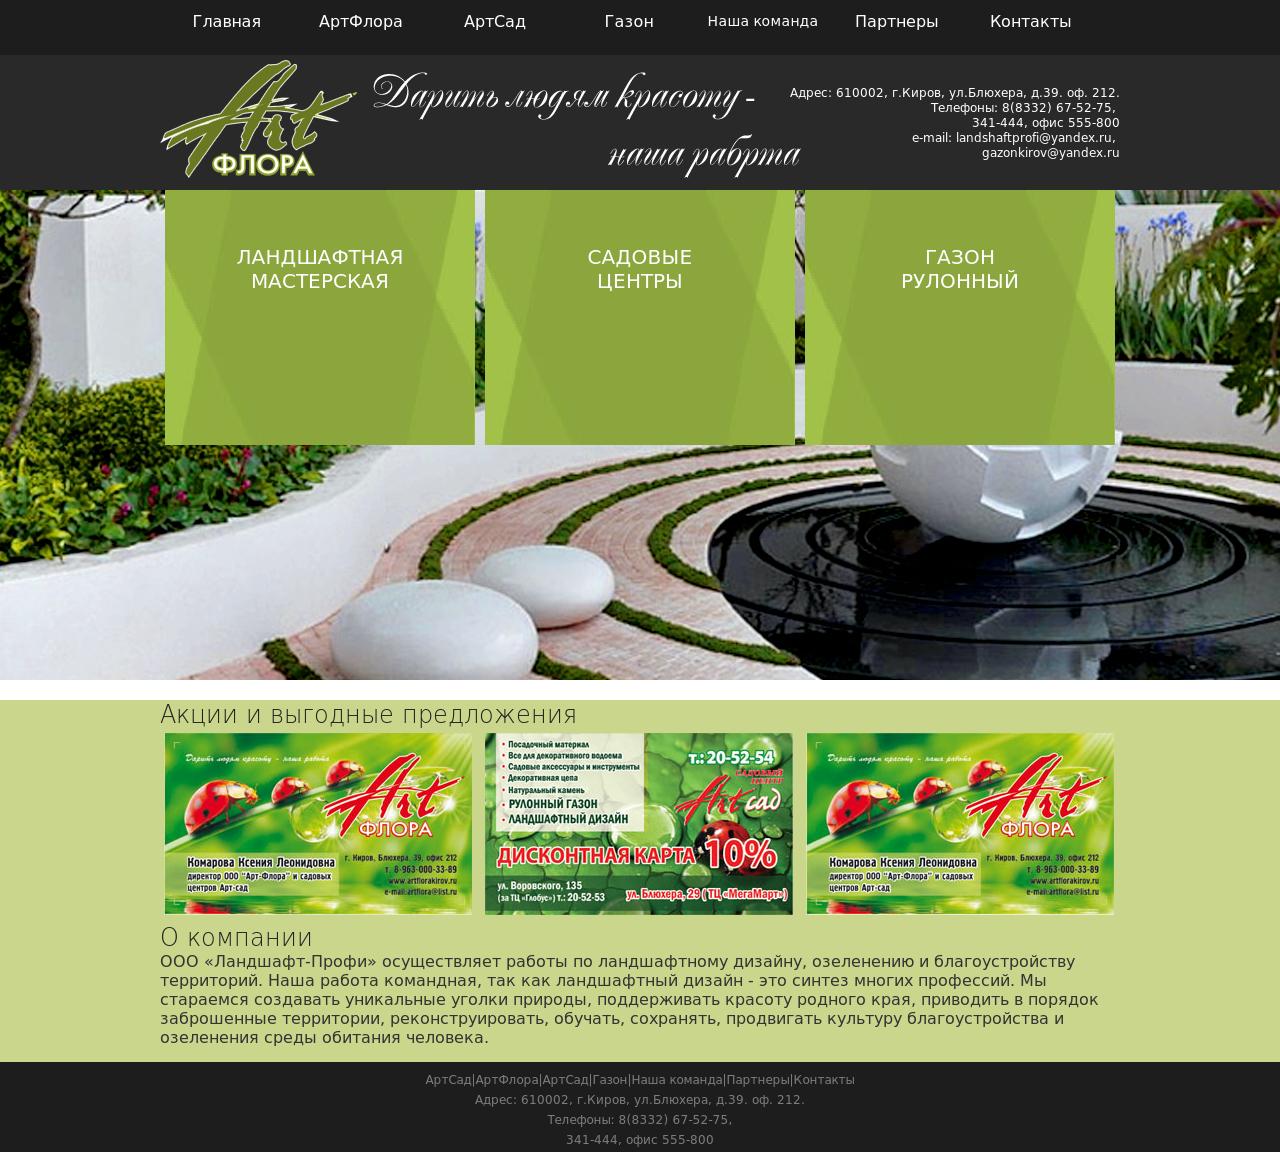 Главная АртФлора АртСад Газон Наша команда Партнеры Контакты
Art
ФЛОРА
Дарить людям красоту -
наша рабрта
Адрес: 610002, г.Киров, ул.Блюхера, д.39. оф. 212.
Телефоны: 8(8332) 67-52-75,
341-444, офис 555-800
e-mail: landshaftprofi@yandex.ru,
gazonkirov@yandex.ru
ЛАНДШАФТНАЯ
МАСТЕРСКАЯ
САДОВЫЕ
ЦЕНТРЫ
ГАЗОН
РУЛОННЫЙ
Акции и выгодные предложения
Дарить людям красоту - наша работа
Art
ФЛОРА
Комарова Ксения Леонидовна
директор ООО "Арт-Флора" и садовых
центров Арт-сад
г. Киров, Блюхера, 39, офис 212
т. 8-963-000-33-89
www.artflorakirov.ru
e-mail:artflora@list.ru
• Посадочный материал
• Все для декоративного водоема
• Садовые аксессуары и инструменты
• Декоративная щепа
• Натуральный камень
• РУЛОННЫЙ ГАЗОН
• ЛАНДШАФТНЫЙ ДИЗАЙН
т.: 20-52-54
САДОВЫЙ
ЦЕНТР
Art сад
ДИСКОНТНАЯ КАРТА 10%
ул. Воровского, 135
(за ТЦ «Глобус») т.: 20-52-53
ул. Блюхера, 29 ( ТЦ «МегаМарт»)
Дарить людям красоту - наша работа
Art
ФЛОРА
Комарова Ксения Леонидовна
директор ООО "Арт-Флора" и садовых
центров Арт-сад
г. Киров, Блюхера, 39, офис 212
т. 8-963-000-33-89
www.artflorakirov.ru
e-mail:artflora@list.ru
О компании
ООО «Ландшафт-Профи» осуществляет работы по ландшафтному дизайну, озеленению и благоустройству
территорий. Наша работа командная, так как ландшафтный дизайн - это синтез многих профессий. Мы
стараемся создавать уникальные уголки природы, поддерживать красоту родного края, приводить в порядок
заброшенные территории, реконструировать, обучать, сохранять, продвигать культуру благоустройства и
озеленения среды обитания человека.
АртСад|АртФлора|АртСад|Газон|Наша команда|Партнеры|Контакты
Адрес: 610002, г.Киров, ул.Блюхера, д.39. оф. 212.
Телефоны: 8(8332) 67-52-75,
341-444, офис 555-800